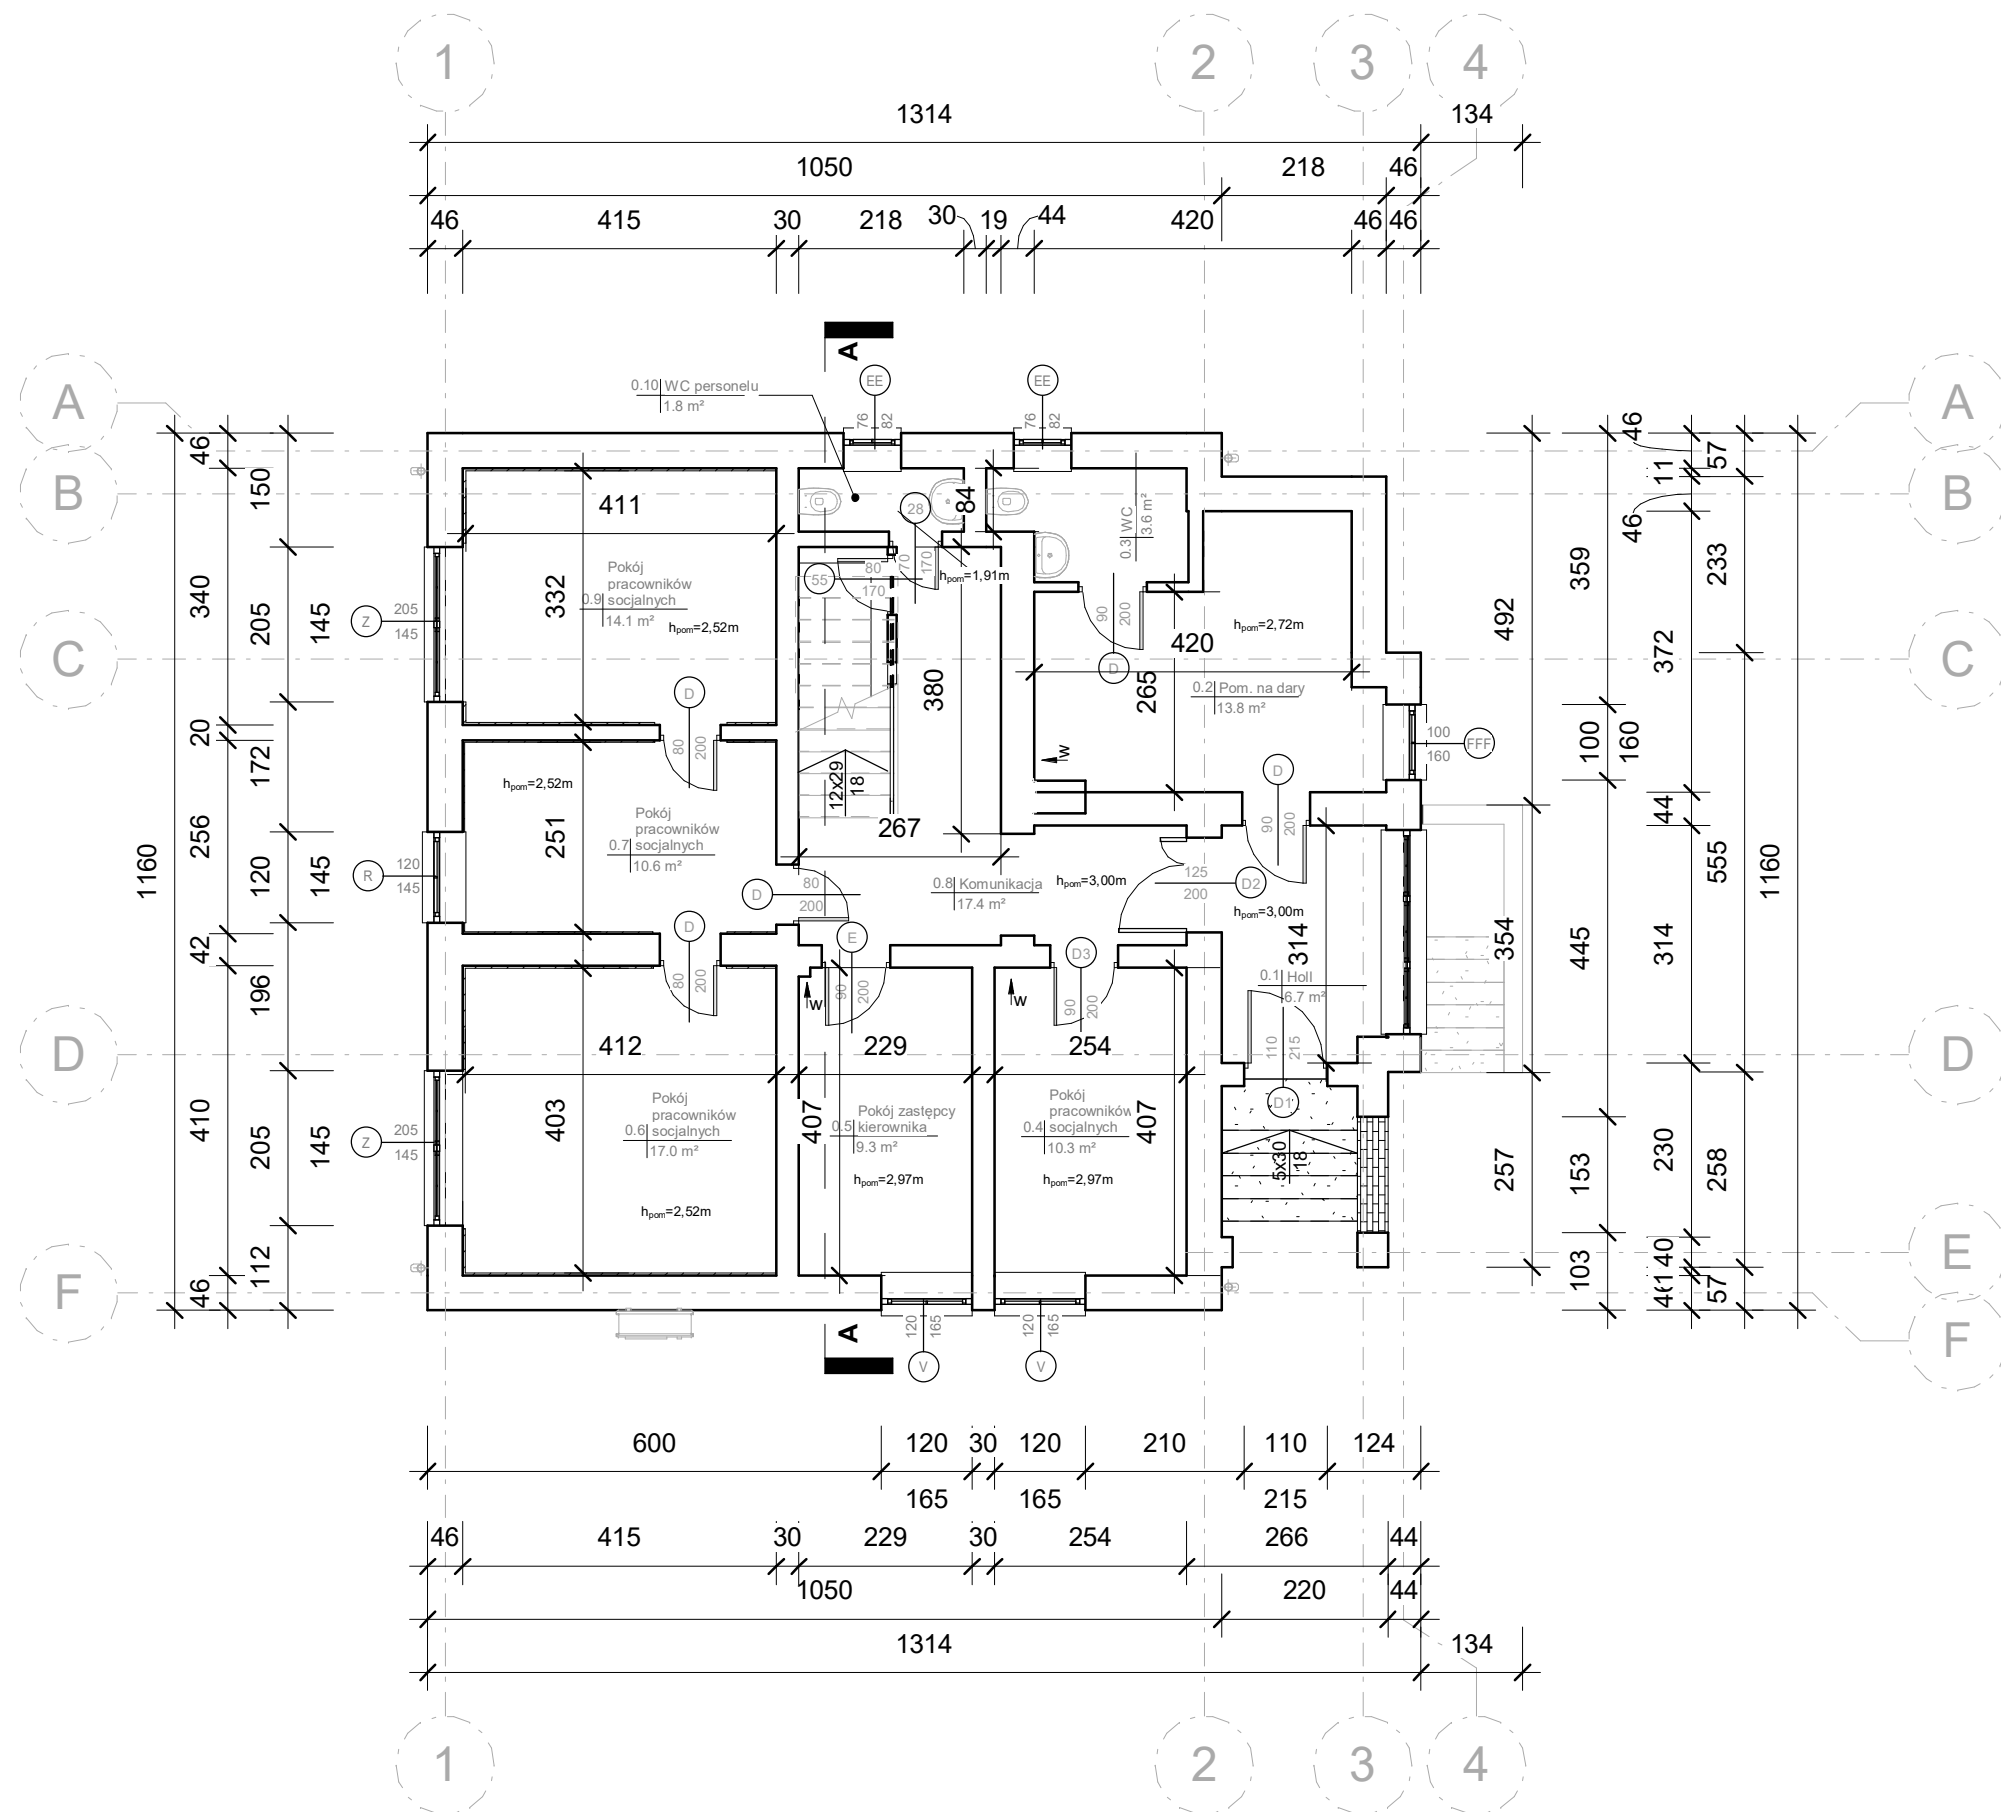 1 2 3 4
1314 134
1050 218 46
46 415 30 218 30 19 44 420 46 46
A
EE EE
76 82 76 82
0.10 WC personelu
1.8 m²
A
B
C
D
F
A
B
C
D
E
F
1160
46 340 20 256 42 410 46
150 205 172 120 196 205 112
145 145 145
411
332
Pokój
pracowników
0.9 socjalnych
14.1 m²
hpom=2,52m
Z 205
145
28
84
70 170
hpom=1,91m
55 80
170
0.3 WC
3.6 m²
D 90 200
hpom=2,72m
420
265
0.2 Pom. na dary
13.8 m²
380
12x29
18
267
w
100 FFF
160
D 80 200
hpom=2,52m
251
Pokój
pracowników
0.7 socjalnych
10.6 m²
R 120
145
D 80
200
0.8 Komunikacja
17.4 m²
hpom=3,00m
125
200 D2
D 90 200
hpom=3,00m
314
0.1 Holl
6.7 m²
D 80 200
E 90 200
D3 90 200
w w
412 229 254
403 407 407
Pokój
pracowników
0.6 socjalnych
17.0 m²
hpom=2,52m
Z 205
145
Pokój zastępcy
0.5 kierownika
9.3 m²
hpom=2,97m
Pokój
pracowników
0.4 socjalnych
10.3 m²
hpom=2,97m
110 215
D1
5x30
18
A
120 165 120 165
V V
492 354 257
359 100 445 153 103
160
46 11 46 372 44 314 230 40 1 46
57 233 555 258 57
1160
600 120 30 120 210 110 124
165 165 215
46 415 30 229 30 254 266 44
1050 220 44
1314 134
1 2 3 4